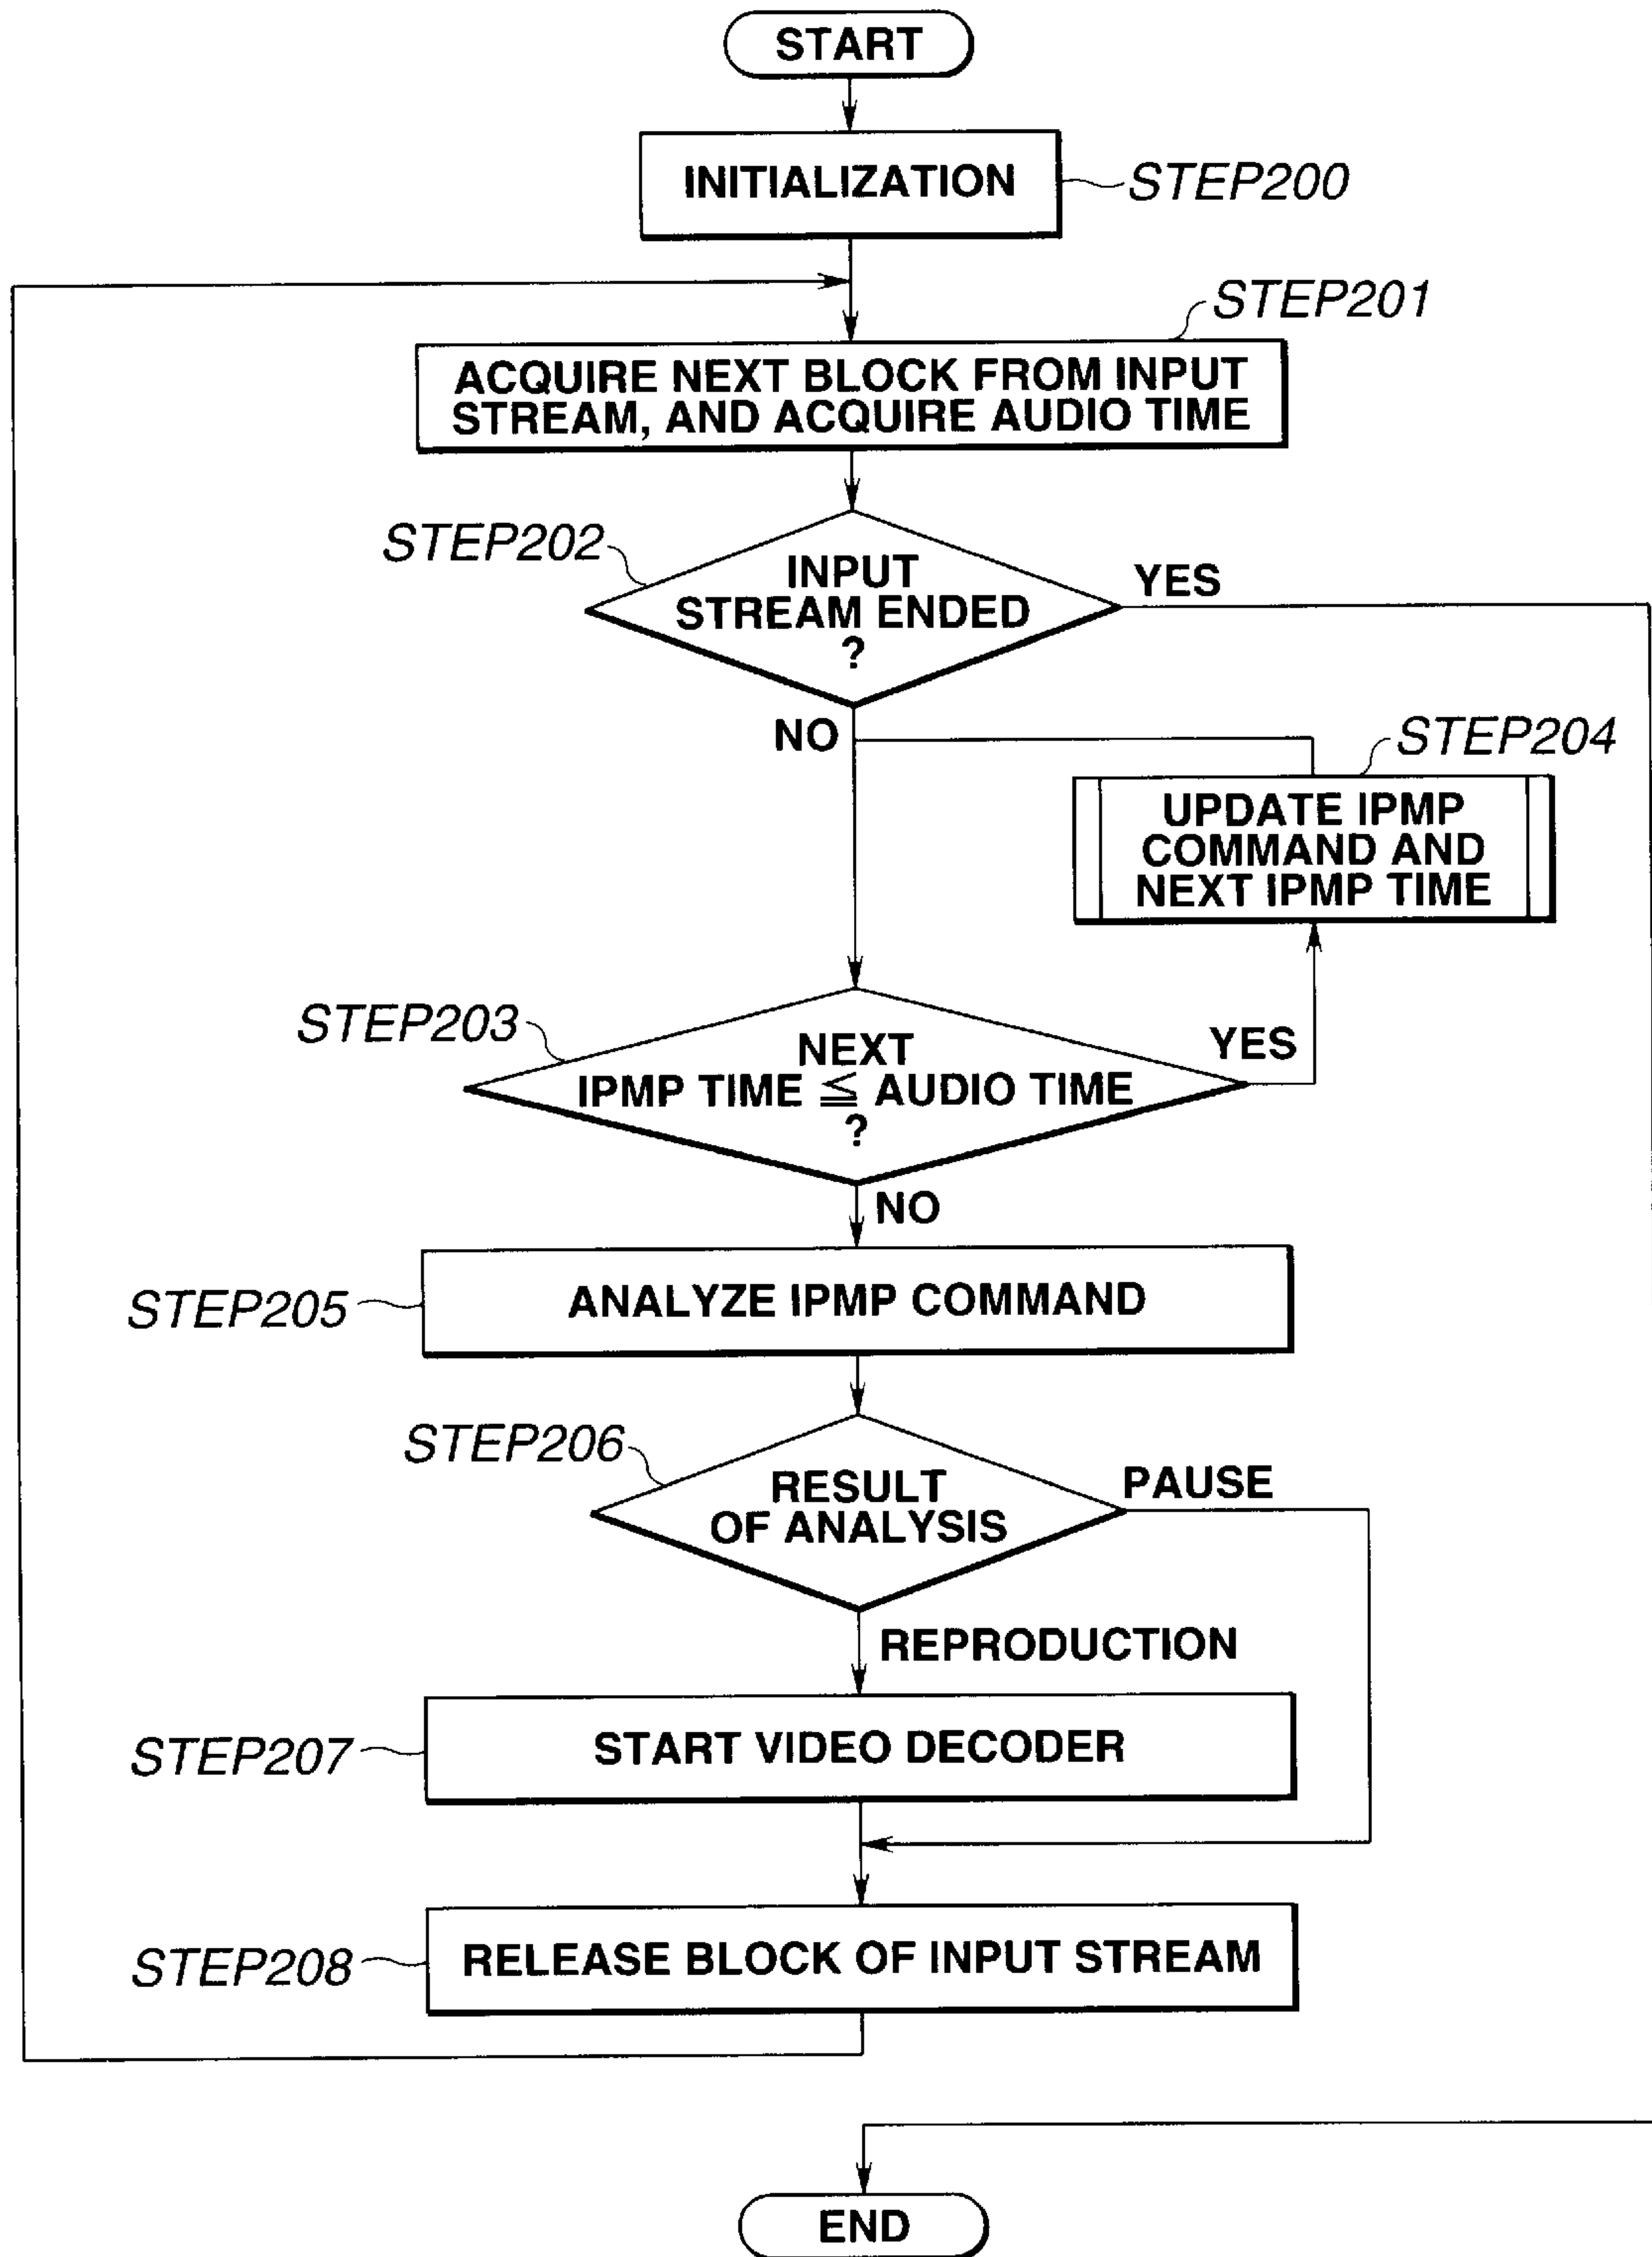 START
INITIALIZATION
STEP200
STEP201
ACQUIRE NEXT BLOCK FROM INPUT
STREAM, AND ACQUIRE AUDIO TIME
STEP202
INPUT
STREAM ENDED
?
YES
NO
STEP204
UPDATE IPMP
COMMAND AND
NEXT IPMP TIME
STEP203
NEXT
IPMP TIME ≦ AUDIO TIME
?
YES
NO
STEP205
ANALYZE IPMP COMMAND
STEP206
RESULT
OF ANALYSIS
PAUSE
REPRODUCTION
STEP207
START VIDEO DECODER
STEP208
RELEASE BLOCK OF INPUT STREAM
END